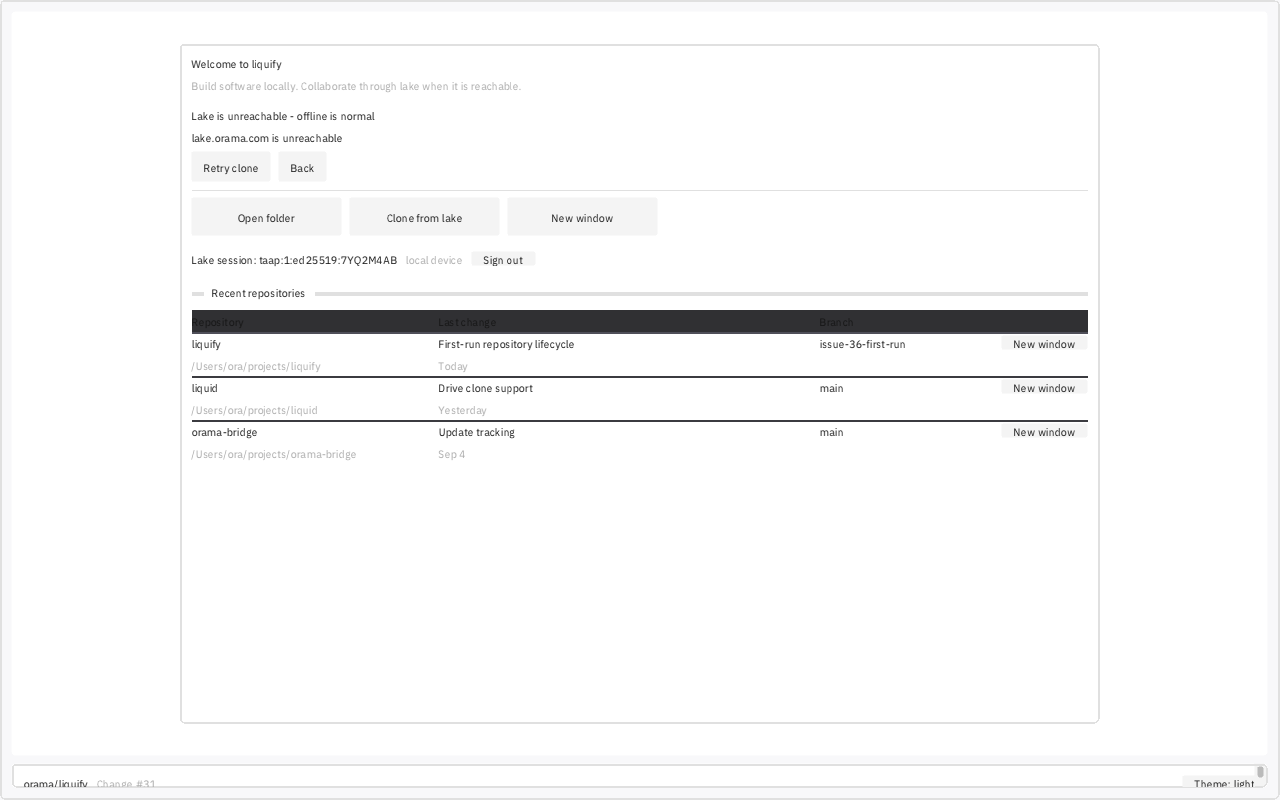 Welcome to liquify
Build software locally. Collaborate through lake when it is reachable.
Lake is unreachable - offline is normal
lake.orama.com is unreachable
Retry clone Back
Open folder Clone from lake New window
Lake session: taap:1:ed25519:7YQ2M4AB local device Sign out
Recent repositories
Repository Last change Branch
liquify First-run repository lifecycle issue-36-first-run New window
/Users/ora/projects/liquify Today
liquid Drive clone support main New window
/Users/ora/projects/liquid Yesterday
orama-bridge Update tracking main New window
/Users/ora/projects/orama-bridge Sep 4
orama/liquify Change #31 Theme: light